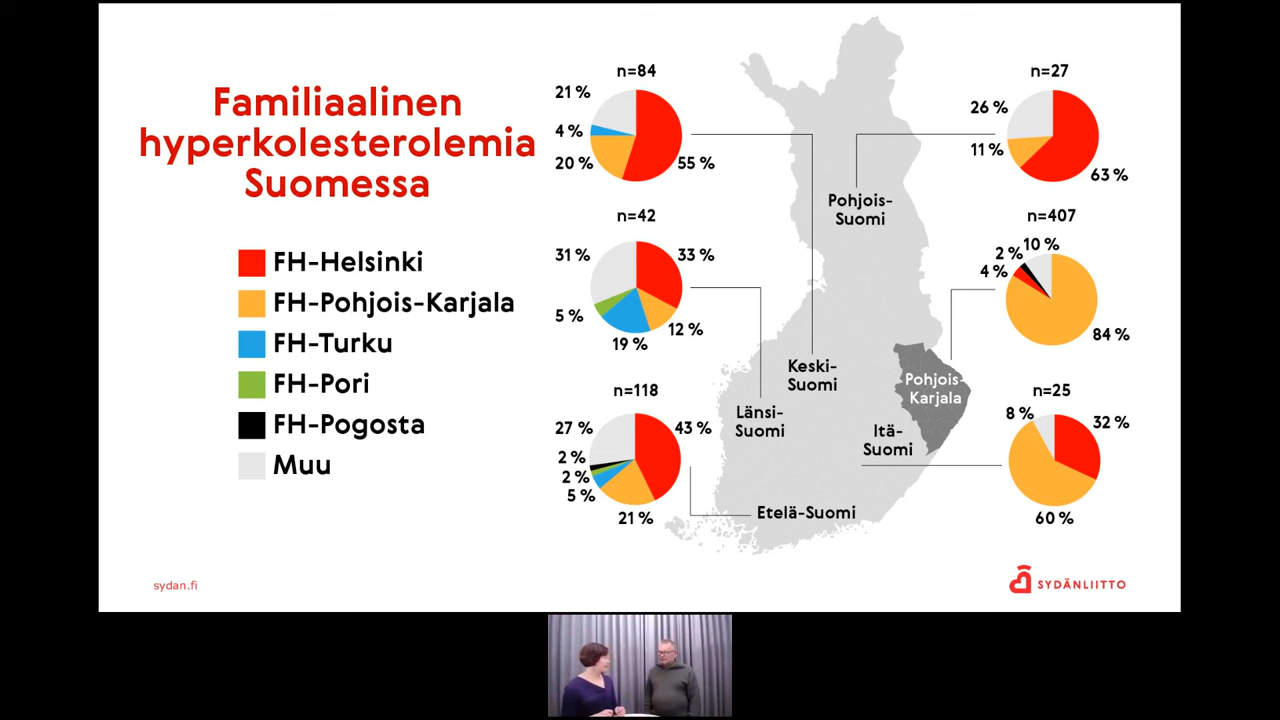 Familiaalinen
hyperkolesterolemia
Suomessa
FH-Helsinki
FH-Pohjois-Karjala
FH-Turku
FH-Pori
FH-Pogosta
Muu
n=84
21 %
4 %
20 %
55 %
n=42
31 %
33 %
5 %
12 %
19 %
n=118
27 %
43 %
2 %
2 %
5 %
21 %
Pohjois-
Suomi
Keski-
Suomi
Länsi-
Suomi
Pohjois-
Karjala
Itä-
Suomi
Etelä-Suomi
n=27
26 %
11 %
63 %
n=407
10 %
2 %
4 %
84 %
n=25
8 %
32 %
60 %
sydan.fi
SYDÄNLIITTO